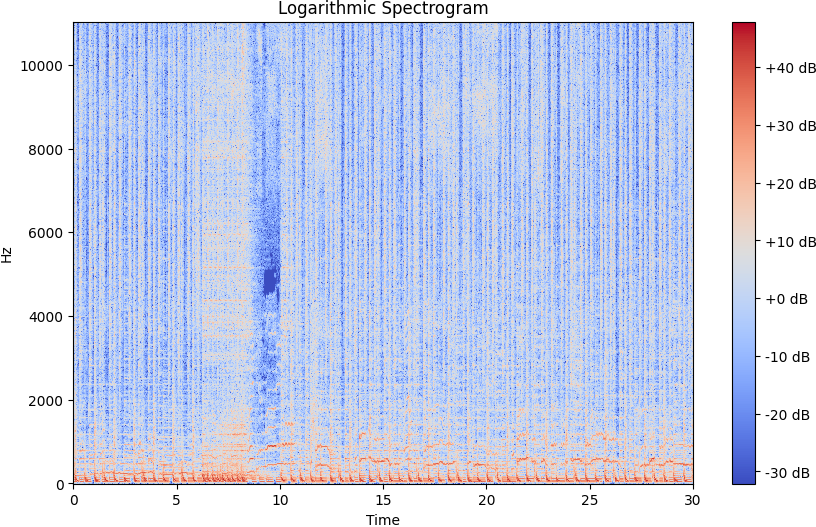 Logarithmic Spectrogram
Hz
10000
8000
6000
4000
2000
0
0 5 10 15 20 25 30
Time
+40 dB
+30 dB
+20 dB
+10 dB
+0 dB
-10 dB
-20 dB
-30 dB